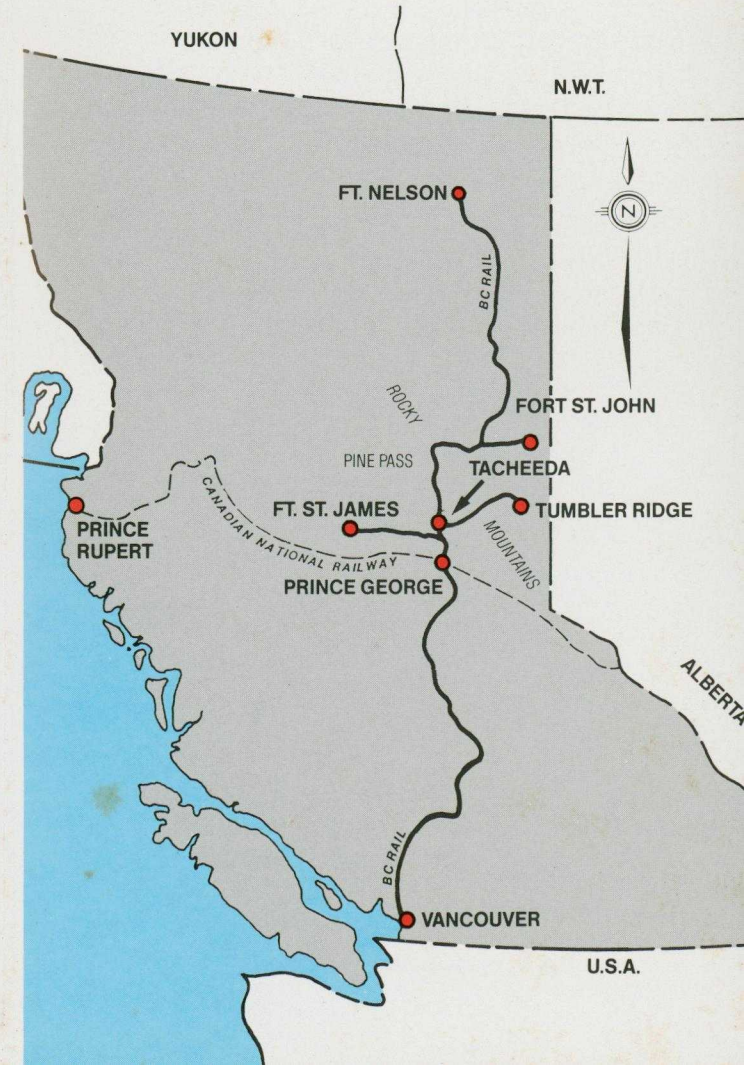 YUKON
N.W.T.
FT. NELSON
N
BC RAIL
ROCKY
FORT ST. JOHN
PINE PASS
TACHEEDA
CANADIAN NATIONAL RAILWAY
FT. ST. JAMES
TUMBLER RIDGE
PRINCE
RUPERT
MOUNTAINS
PRINCE GEORGE
ALBERTA
BC RAIL
VANCOUVER
U.S.A.